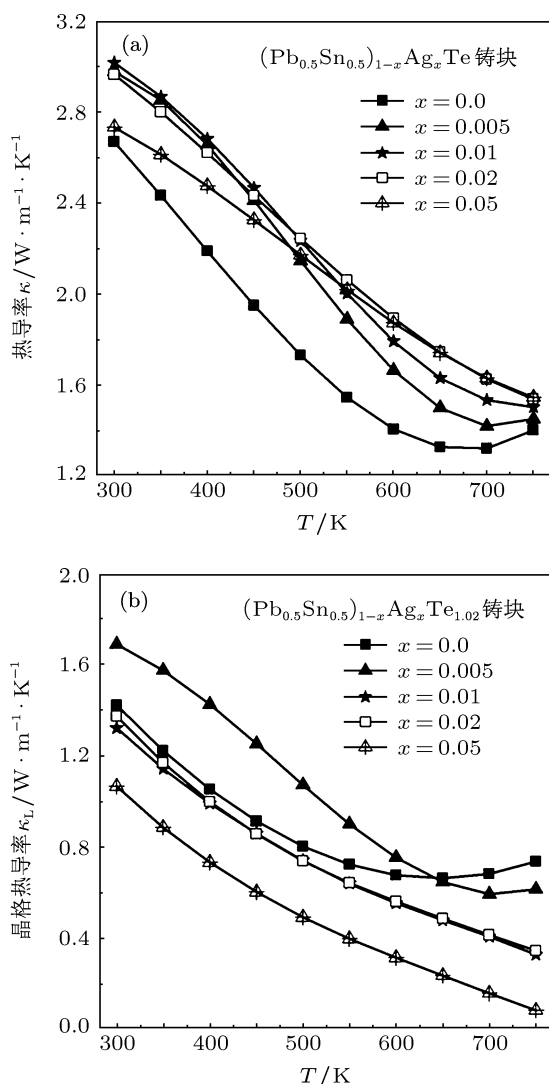 3.2
(a)
(Pb₀.₅Sn₀.₅)₁₋ₓAgₓTe 铸块
2.8
x = 0.0
x = 0.005
x = 0.01
2.4
x = 0.02
x = 0.05
2.0
1.6
1.2
热导率κ/W·m⁻¹·K⁻¹
300 400 500 600 700
T/K
2.0
(b)
(Pb₀.₅Sn₀.₅)₁₋ₓAgₓTe₁.₀₂铸块
x = 0.0
1.6
x = 0.005
x = 0.01
x = 0.02
1.2
x = 0.05
0.8
0.4
0.0
晶格热导率κL/W·m⁻¹·K⁻¹
300 400 500 600 700
T/K